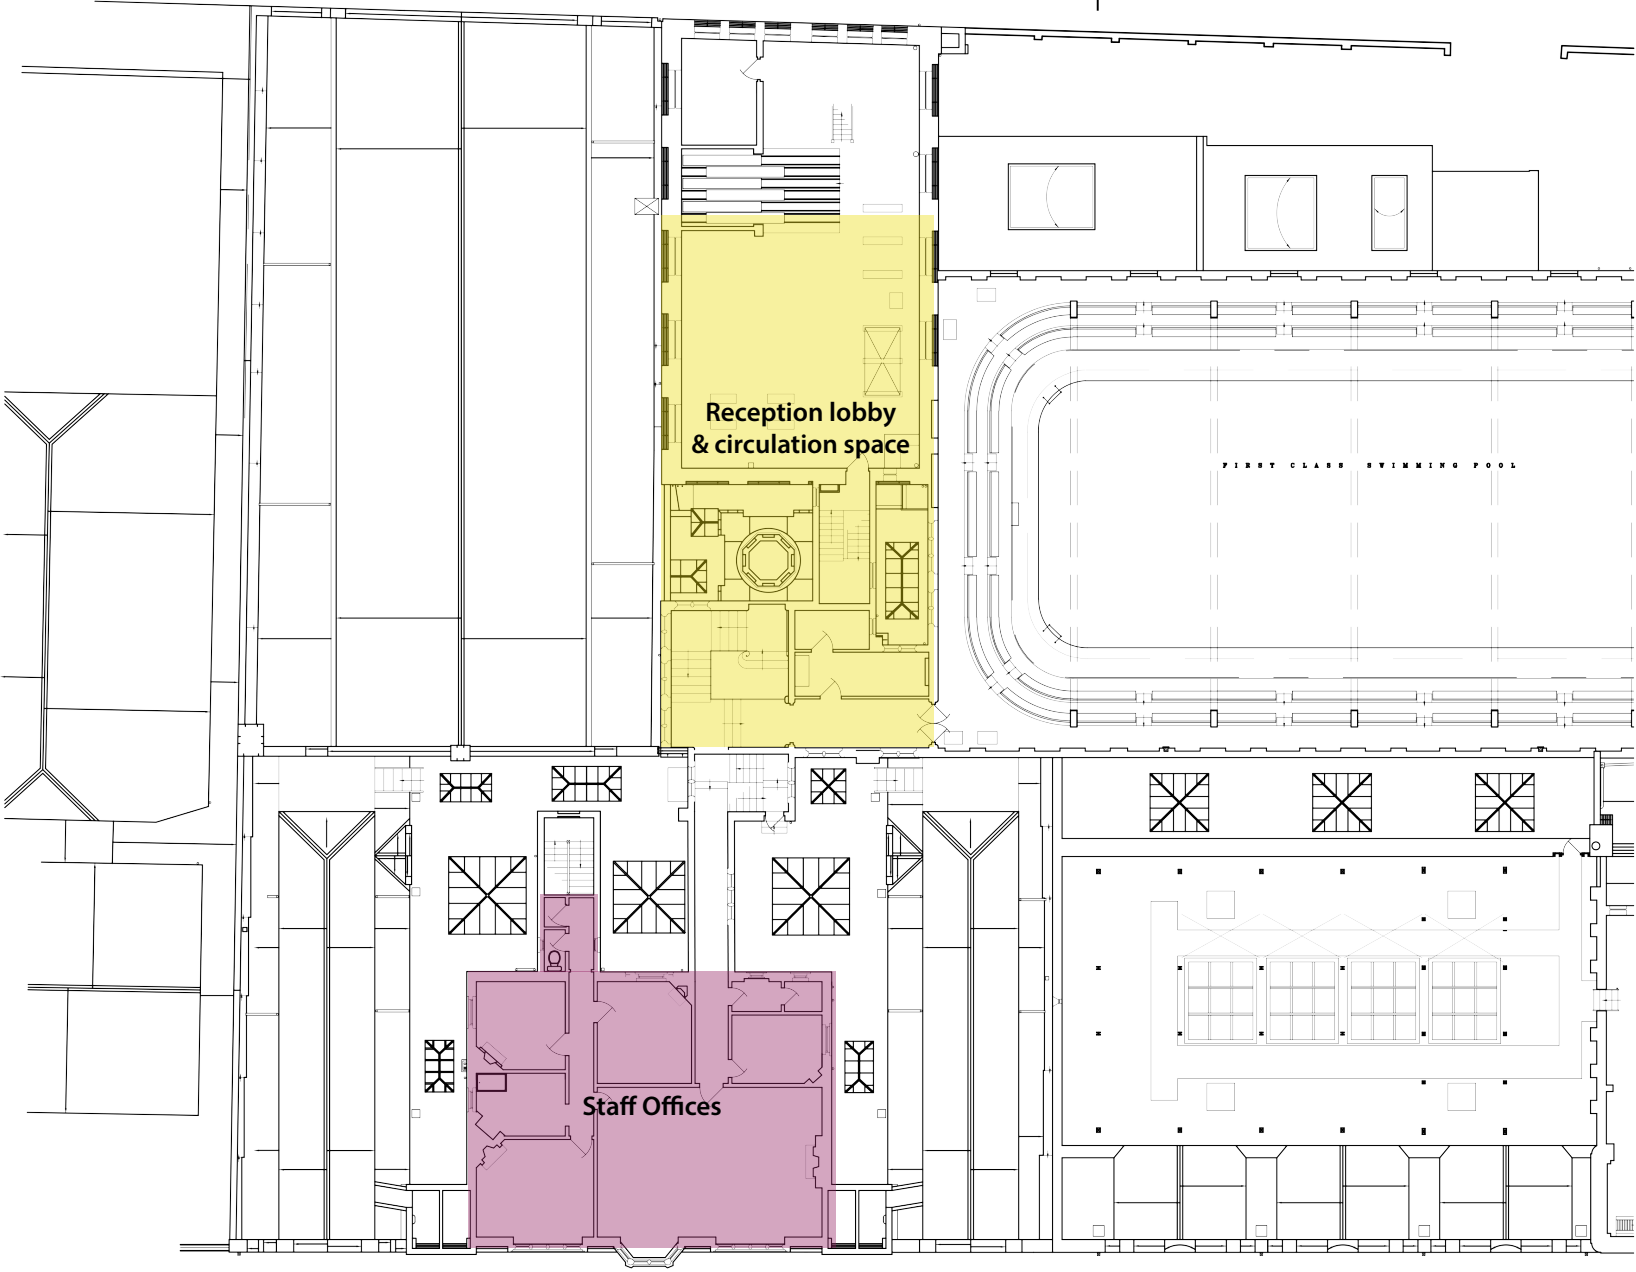 Reception lobby
& circulation space
FIRST CLASS SWIMMING POOL
Staff Offices